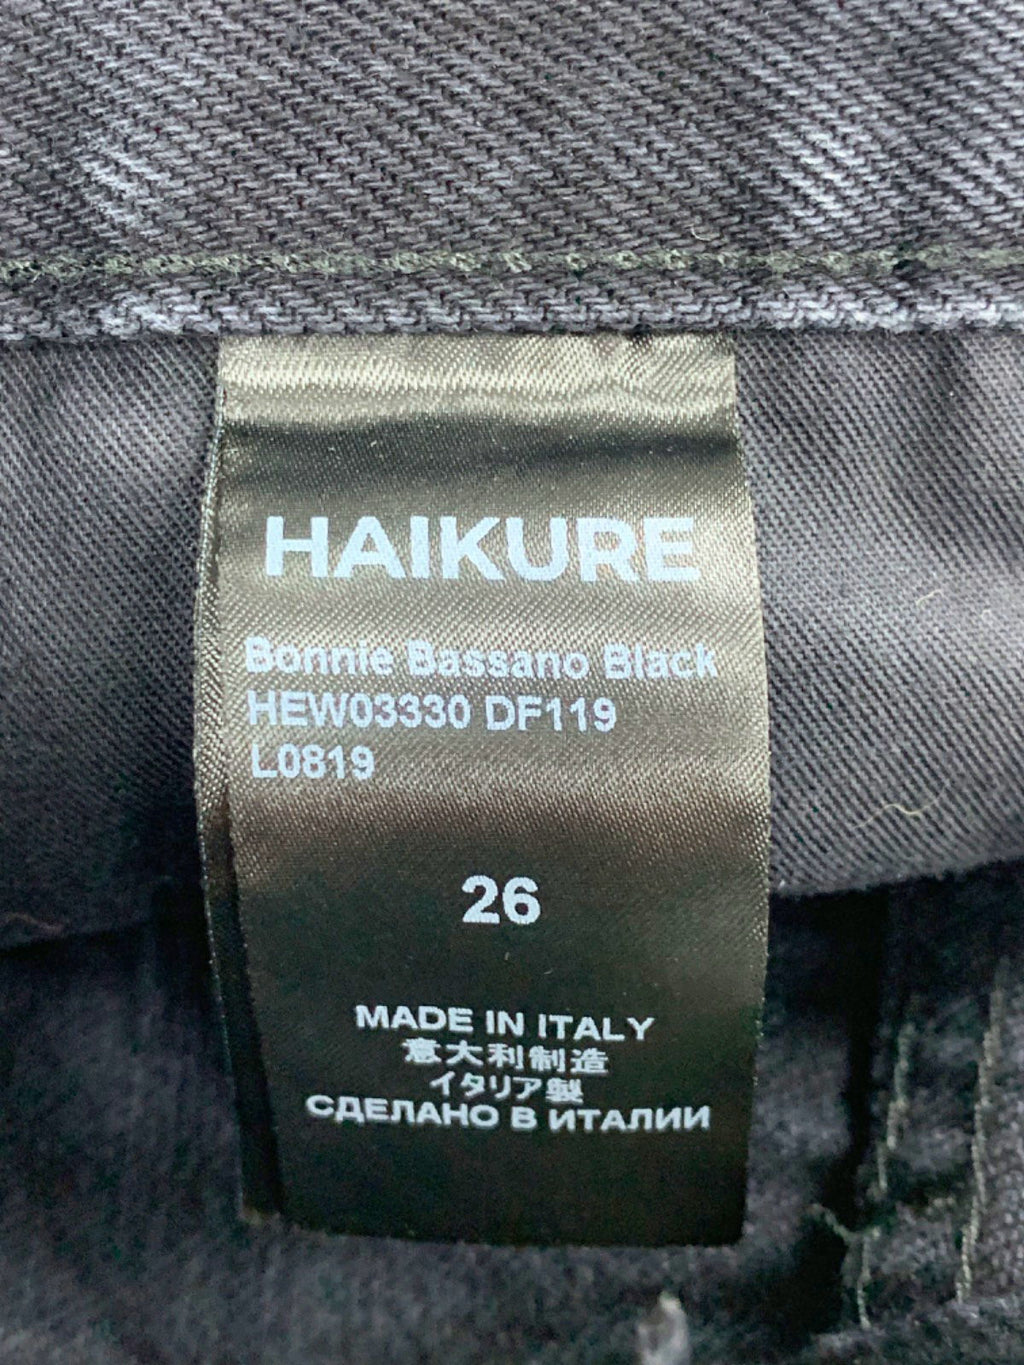 HAIKURE
Bonnie Bassano Black
HEW03330 DF119
L0819
26
MADE IN ITALY
意大利制造
イタリア製
СДЕЛАНО В ИТАЛИИ